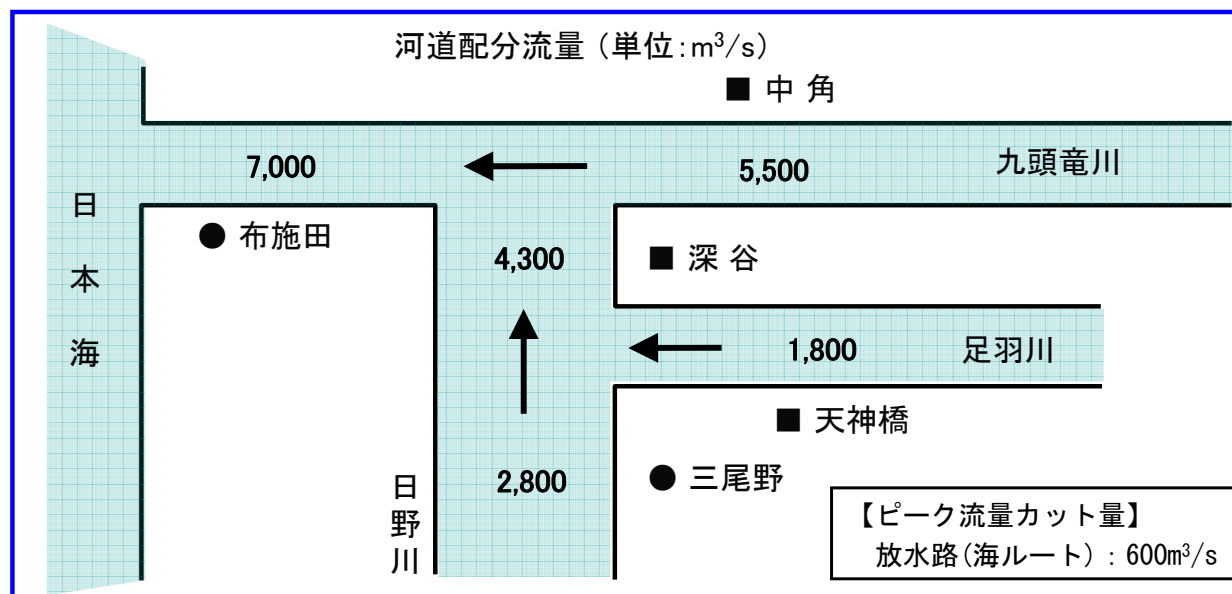 河道配分流量（単位:m³/s）
■ 中 角
7,000
5,500
九頭竜川
日本海
● 布施田
4,300
■ 深 谷
1,800
足羽川
■ 天神橋
2,800
● 三尾野
日野川
【ピーク流量カット量】
放水路(海ルート)：600m³/s